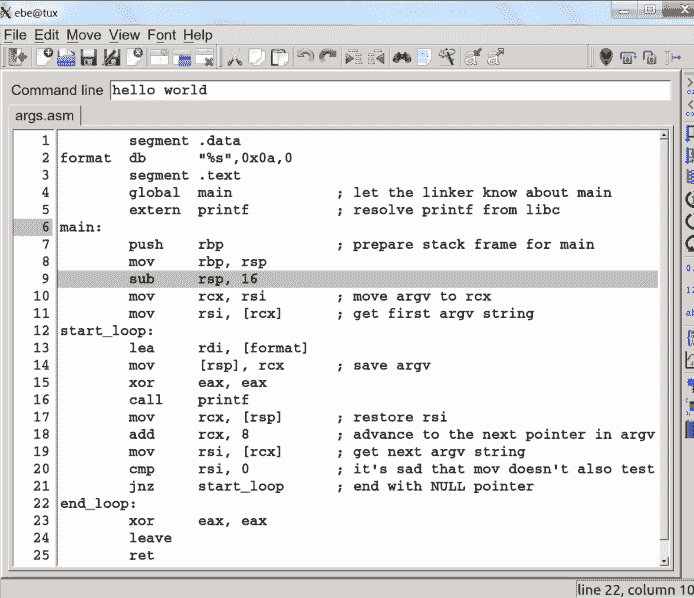 ebe@tux
File Edit Move View Font Help
Command line hello world
args.asm
1 segment .data
2 format db "%s",0x0a,0
3 segment .text
4 global main ; let the linker know about main
5 extern printf ; resolve printf from libc
6 main:
7 push rbp ; prepare stack frame for main
8 mov rbp, rsp
9 sub rsp, 16
10 mov rcx, rsi ; move argv to rcx
11 mov rsi, [rcx] ; get first argv string
12 start_loop:
13 lea rdi, [format]
14 mov [rsp], rcx ; save argv
15 xor eax, eax
16 call printf
17 mov rcx, [rsp] ; restore rsi
18 add rcx, 8 ; advance to the next pointer in argv
19 mov rsi, [rcx] ; get next argv string
20 cmp rsi, 0 ; it's sad that mov doesn't also test
21 jnz start_loop ; end with NULL pointer
22 end_loop:
23 xor eax, eax
24 leave
25 ret
line 22, column 10